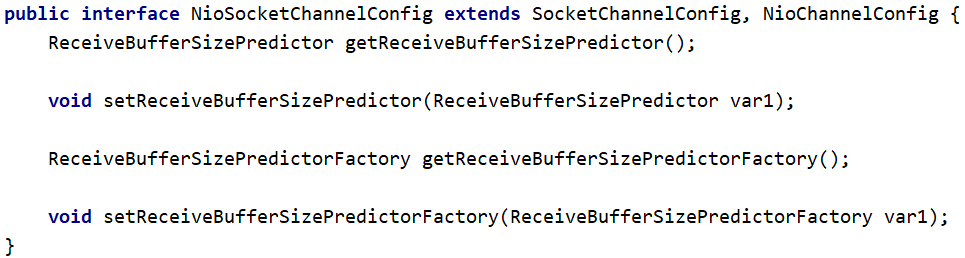 public interface NioSocketChannelConfig extends SocketChannelConfig, NioChannelConfig {
    ReceiveBufferSizePredictor getReceiveBufferSizePredictor();
    void setReceiveBufferSizePredictor(ReceiveBufferSizePredictor var1);
    ReceiveBufferSizePredictorFactory getReceiveBufferSizePredictorFactory();
    void setReceiveBufferSizePredictorFactory(ReceiveBufferSizePredictorFactory var1);
}